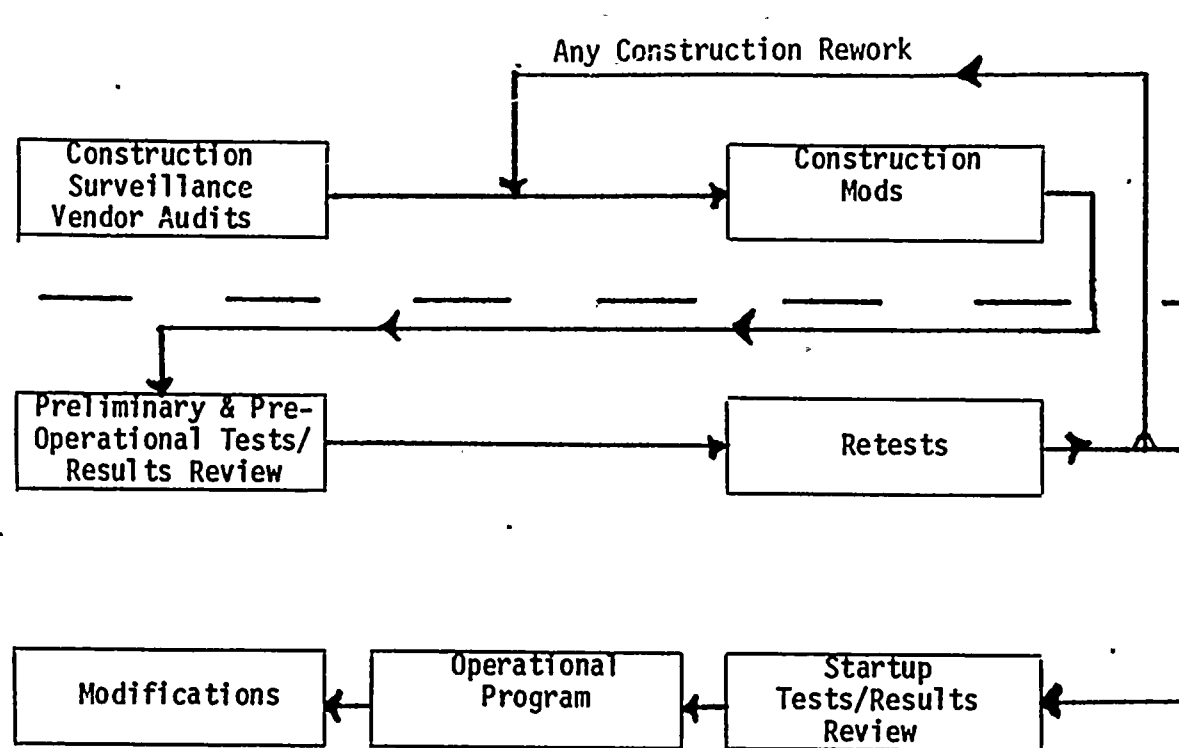 Any Construction Rework
Construction
Surveillance
Vendor Audits
Construction
Mods
Preliminary & Pre-
Operational Tests/
Results Review
Retests
Modifications
Operational
Program
Startup
Tests/Results
Review